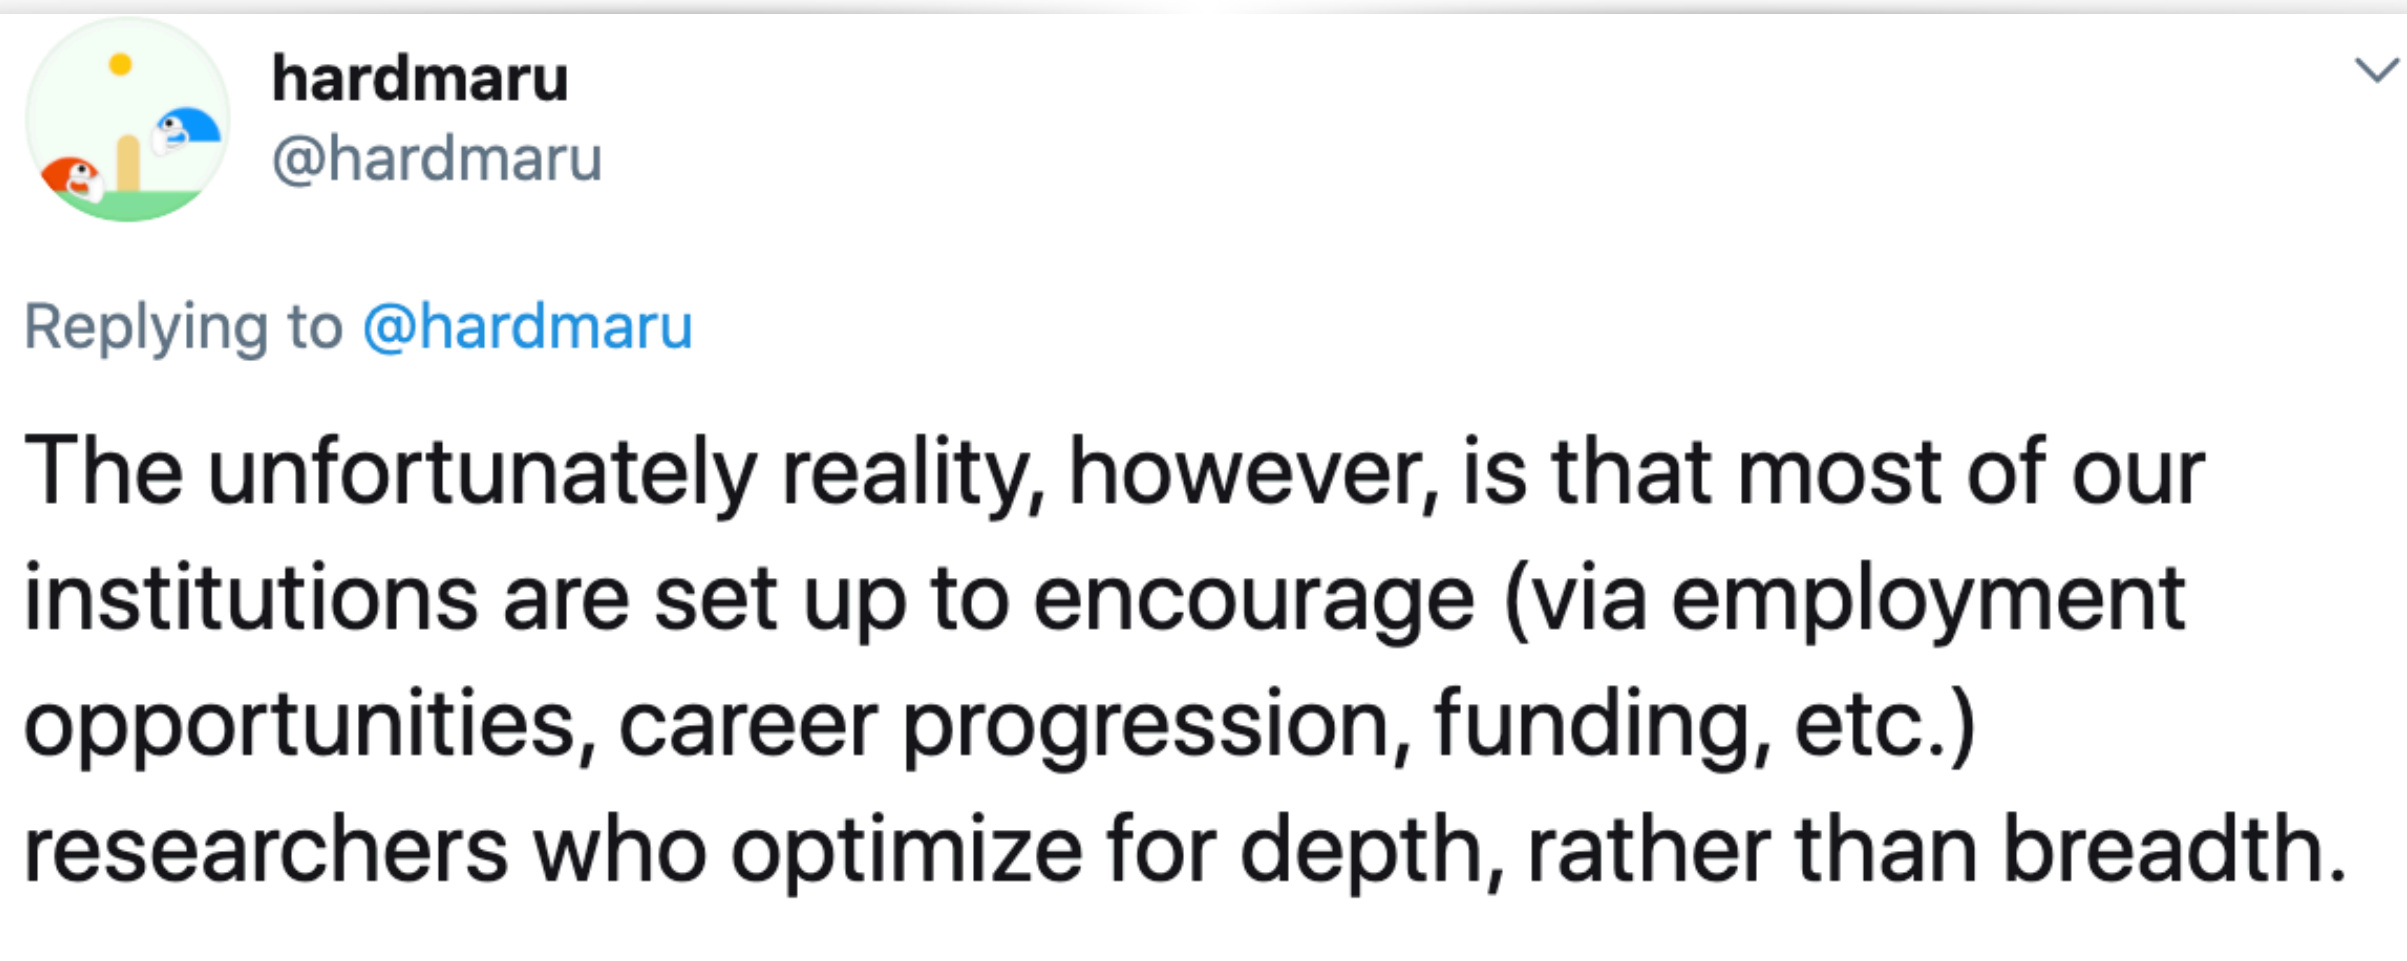 hardmaru
@hardmaru
Replying to @hardmaru
The unfortunately reality, however, is that most of our
institutions are set up to encourage (via employment
opportunities, career progression, funding, etc.)
researchers who optimize for depth, rather than breadth.